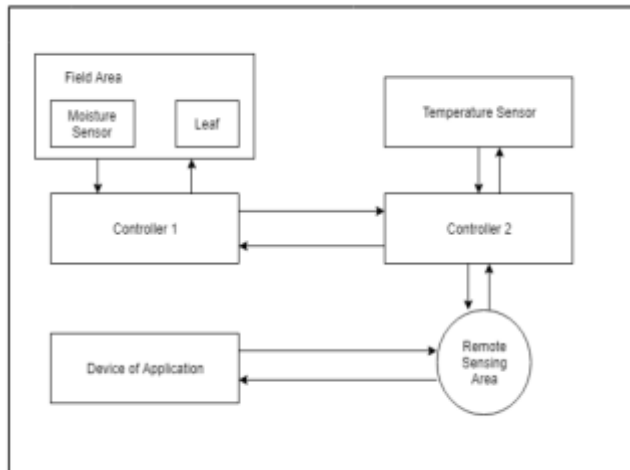 Field Area
Moisture
Sensor
Leaf
Temperature Sensor
Controller 1
Controller 2
Device of Application
Remote
Sensing
Area